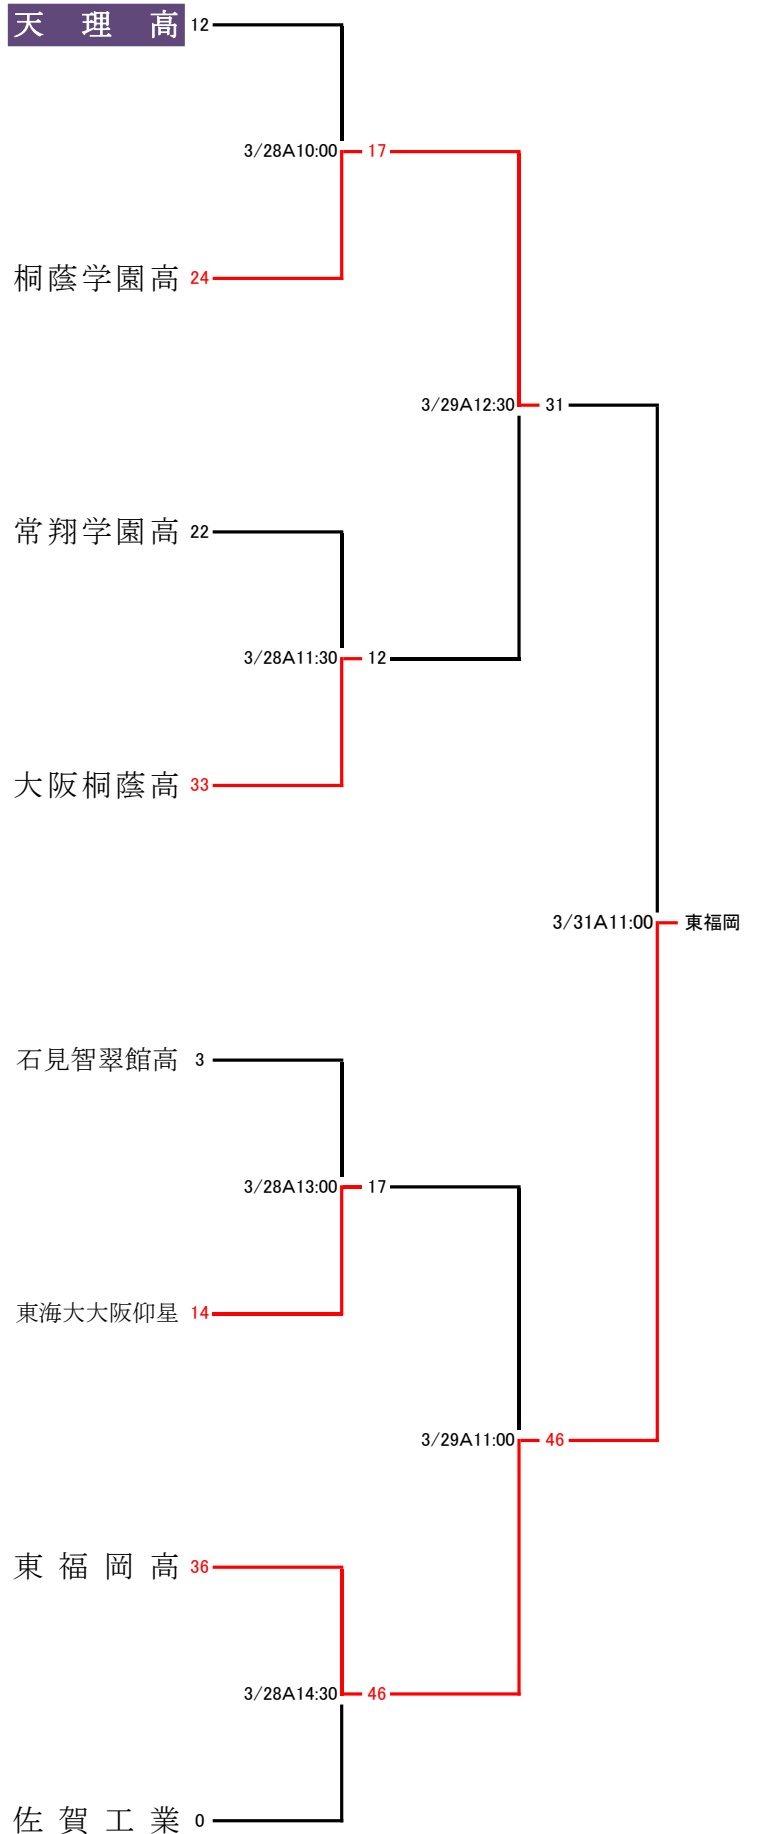 天理高 12
3/28A10:00 17
桐蔭学園高 24
3/29A12:30 31
常翔学園高 22
3/28A11:30 12
大阪桐蔭高 33
3/31A11:00 東福岡
石見智翠館高 3
3/28A13:00 17
東海大大阪仰星 14
3/29A11:00 46
東福岡高 36
3/28A14:30 46
佐賀工業 0